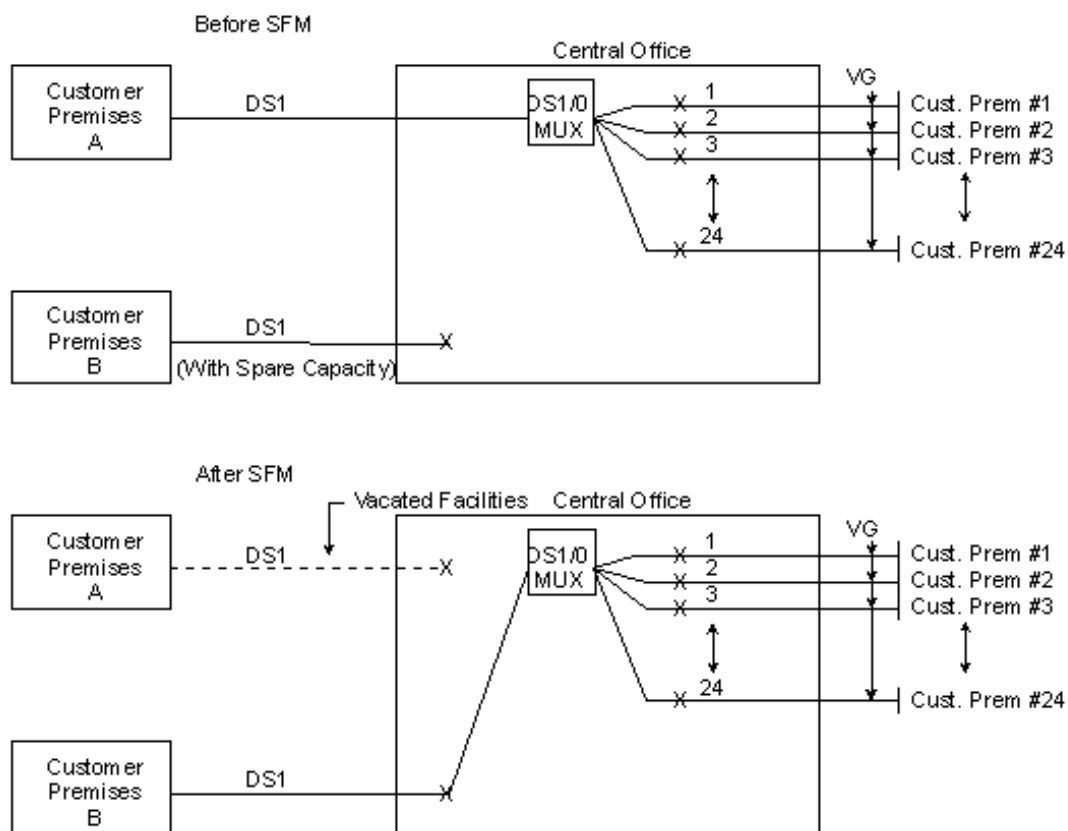 Before SFM
Central Office
Customer
Premises
A
DS1
DS1/0
MUX
X 1
X 2
X 3
X 24
VG
Cust. Prem #1
Cust. Prem #2
Cust. Prem #3
Cust. Prem #24
Customer
Premises
B
DS1
(With Spare Capacity)
X
After SFM
Vacated Facilities
Central Office
Customer
Premises
A
DS1
X
DS1/0
MUX
X 1
X 2
X 3
X 24
VG
Cust. Prem #1
Cust. Prem #2
Cust. Prem #3
Cust. Prem #24
Customer
Premises
B
DS1
X